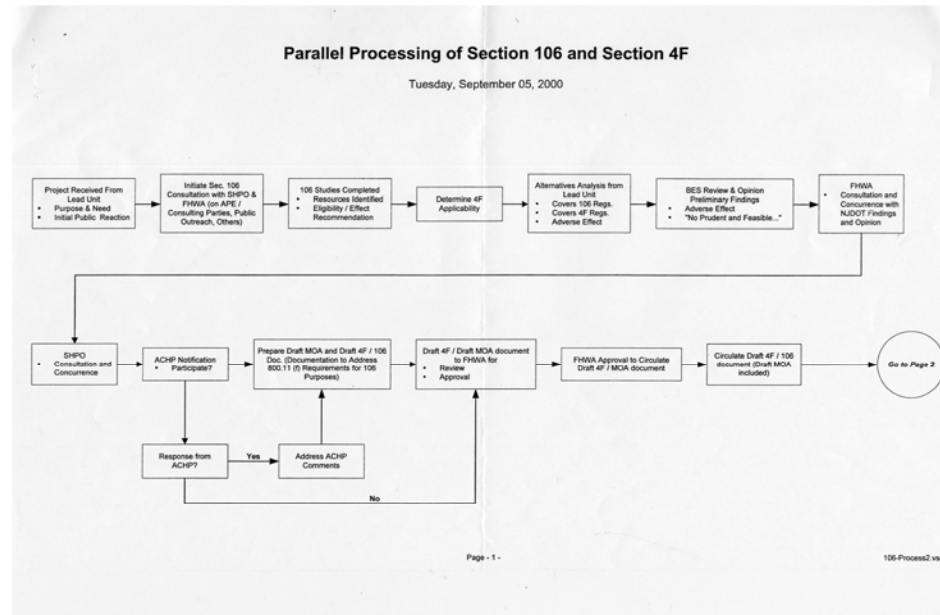 Parallel Processing of Section 106 and Section 4F
Tuesday, September 05, 2000
Project Received From
Lead Unit
• Purpose & Need
• Initial Public Reaction
Initiate Sec. 106
Consultation with SHPO &
FHWA (on APE /
Consulting Parties, Public
Outreach, Others)
106 Studies Completed
• Resources Identified
• Eligibility / Effect
Recommendation
Determine 4F
Applicability
Alternatives Analysis from
Lead Unit
• Covers 106 Regs.
• Covers 4F Regs.
• Adverse Effect
BES Review & Opinion
Preliminary Findings
• Adverse Effect
• "No Prudent and Feasible..."
FHWA
• Consultation and
Concurrence with
NJDOT Findings
and Opinion
SHPO
• Consultation and
Concurrence
ACHP Notification
• Participate?
Prepare Draft MOA and Draft 4F / 106
Doc. (Documentation to Address
800.11 (f) Requirements for 106
Purposes)
Draft 4F / Draft MOA document
to FHWA for
• Review
• Approval
FHWA Approval to Circulate
Draft 4F / MOA document
Circulate Draft 4F / 106
document (Draft MOA
included)
Go to Page 2
Response from
ACHP?
Yes
Address ACHP
Comments
No
Page - 1 -
106-Process2.vs